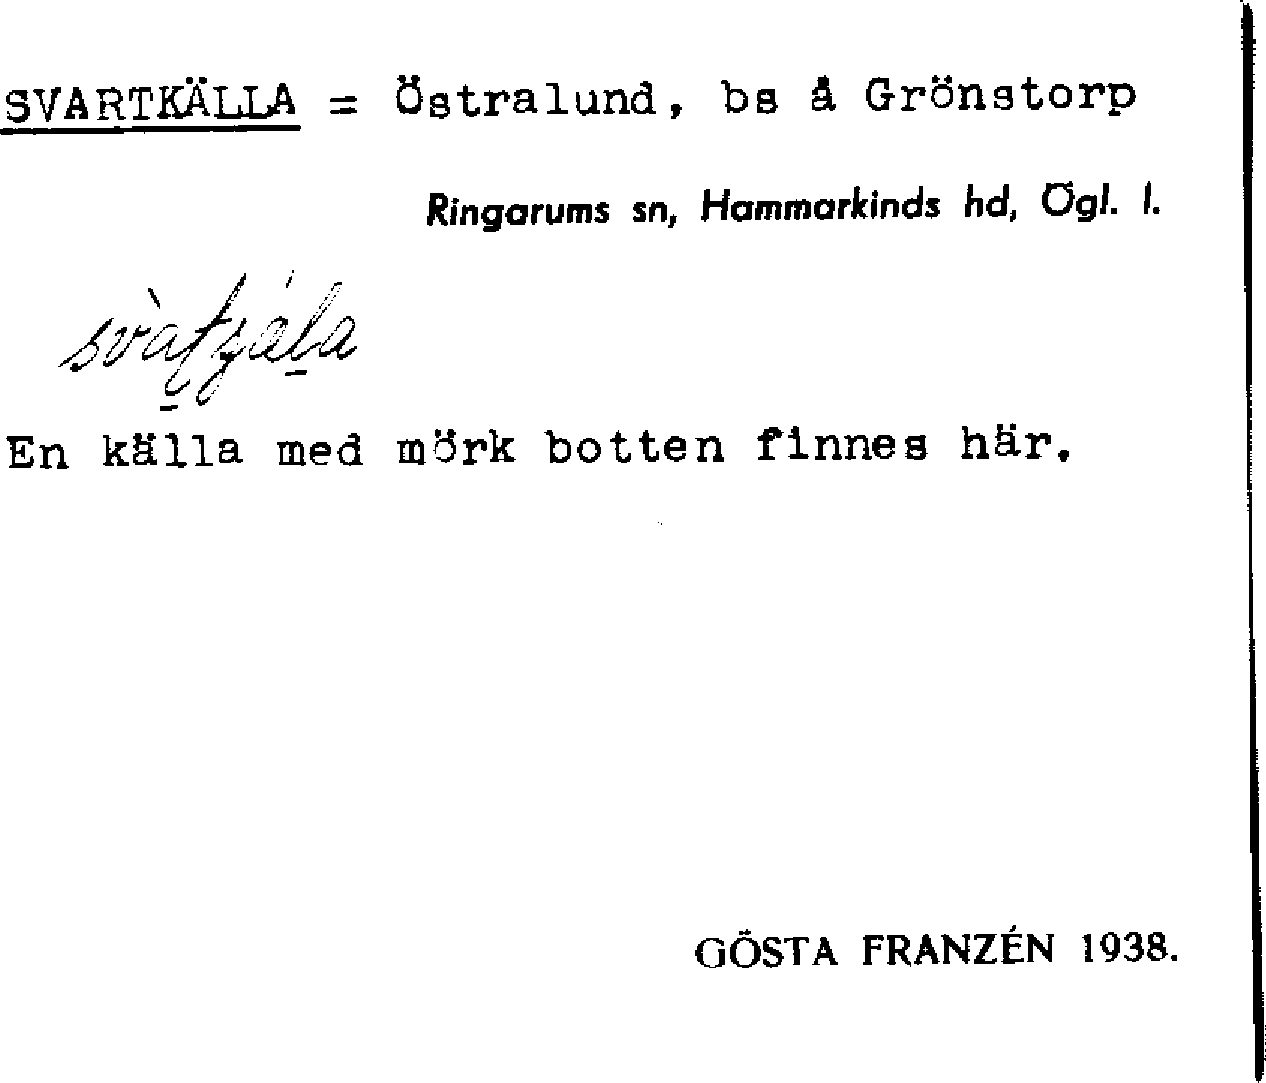 SVARTKÄLLA = Östralund, bs å Grönstorp
Ringarums sn, Hammarkinds hd, Ögl. l.
En källa med mörk botten finnes här.
GÖSTA FRANZÉN 1938.